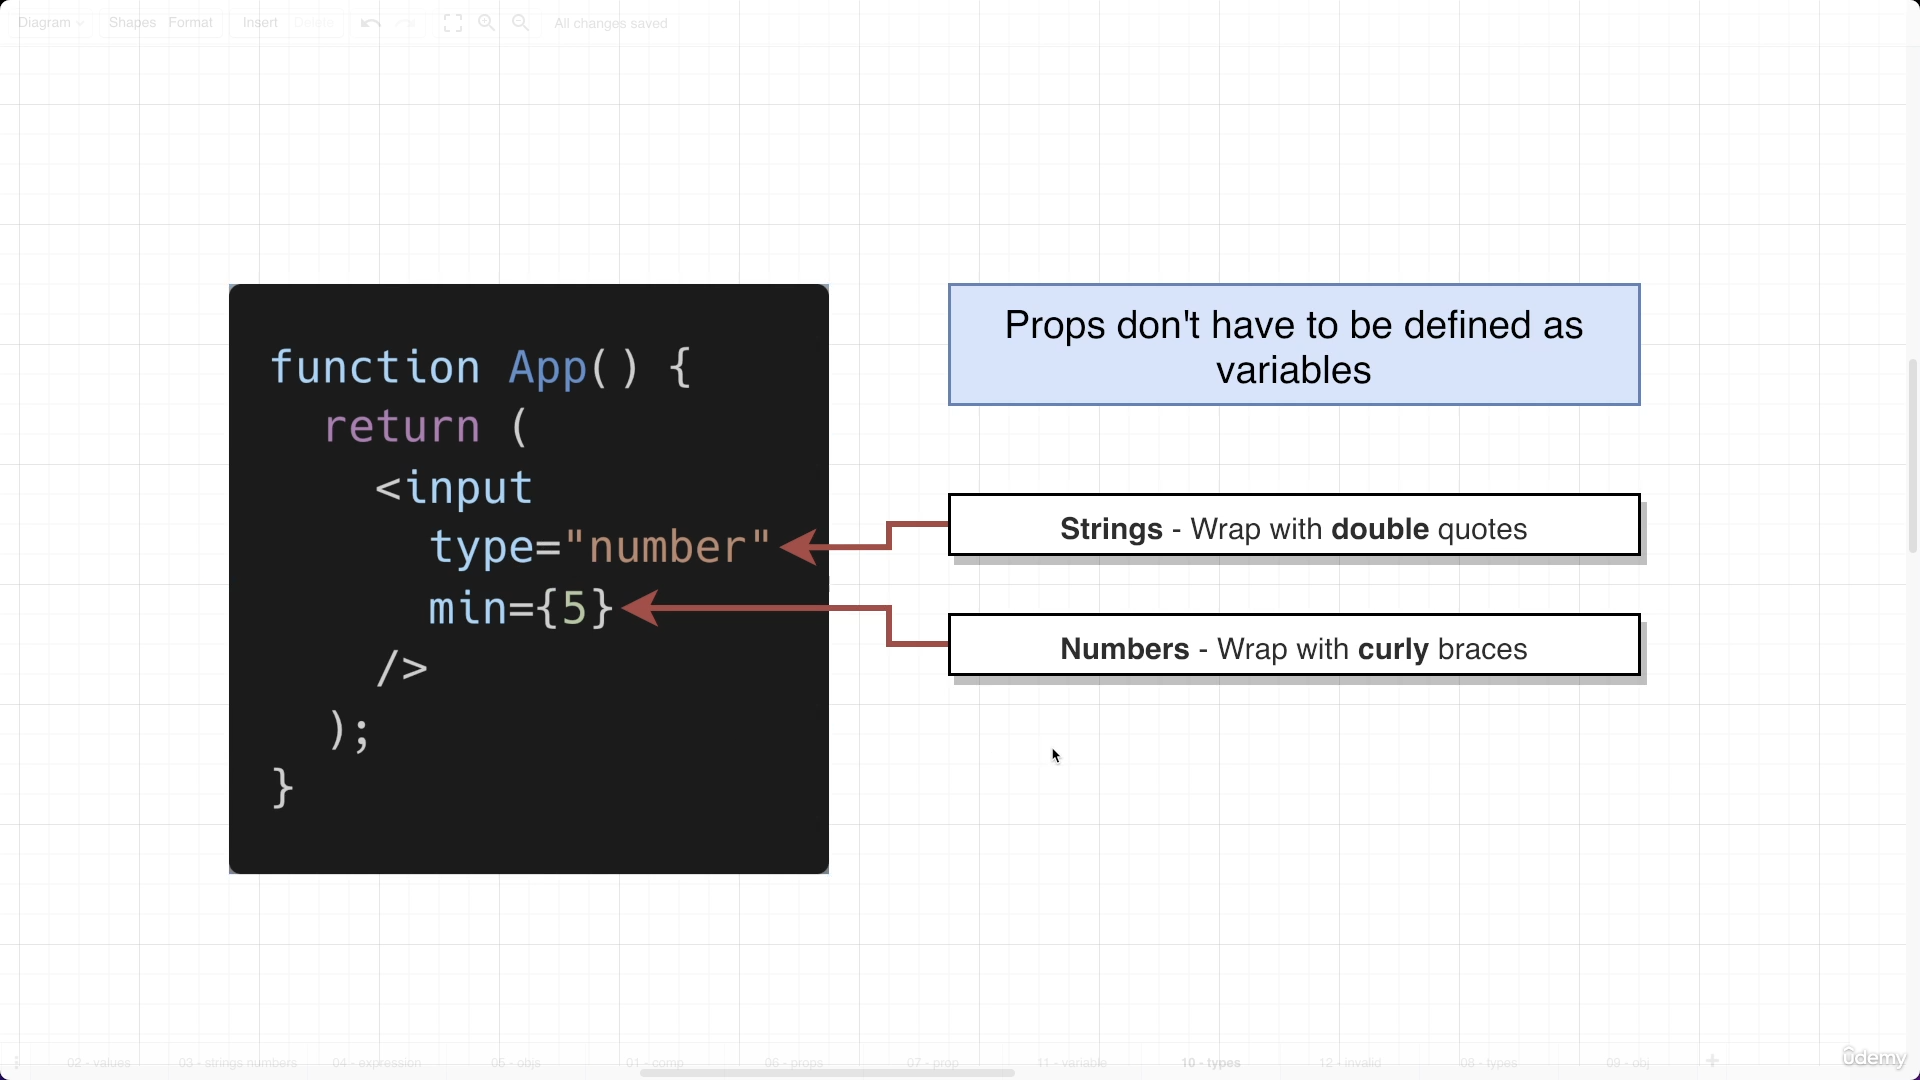 Diagram
Shapes Format
Insert Delete
All changes saved
function App() {
return (
<input
type="number"
min={5}
/>
);
}
Props don't have to be defined as
variables
Strings - Wrap with double quotes
Numbers - Wrap with curly braces
02 - values 03 - strings numbers 04 - expression 05 - objs 01 - comp 06 - props 07 - prop 11 - variable 10 - types 12 - invalid 08 - types 09 - obj
ûdemy